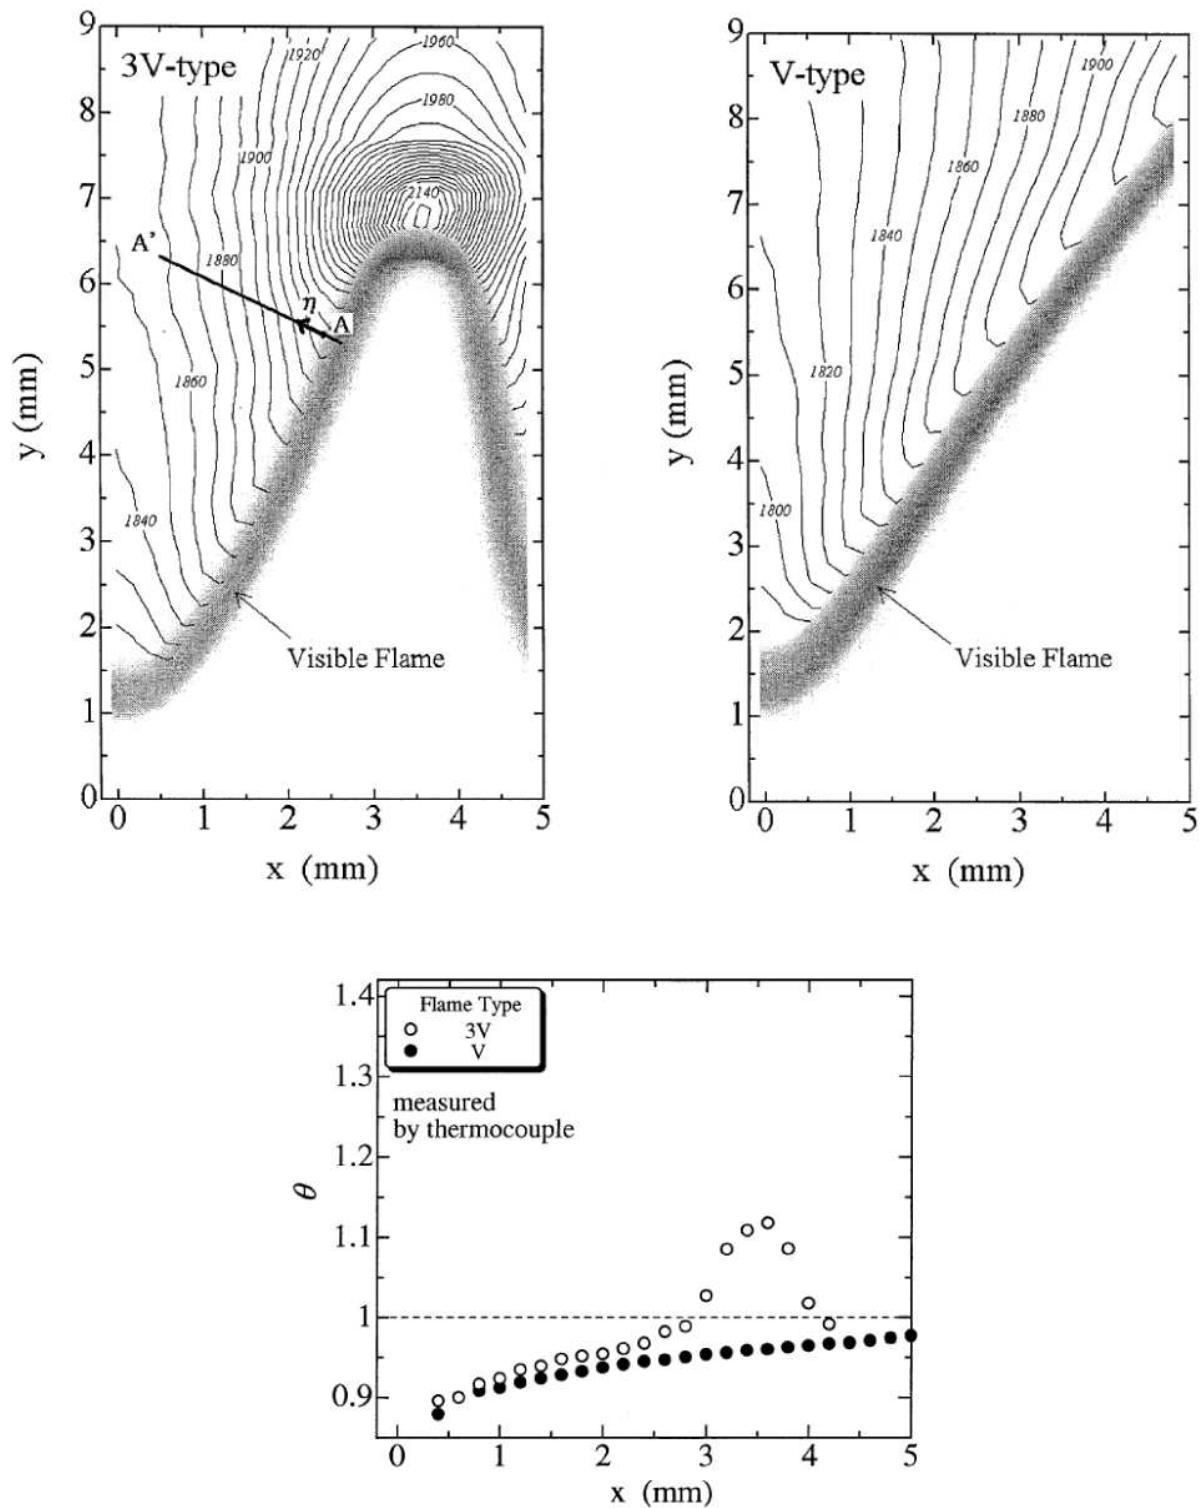 3V-type
9
8
7
6
5
4
3
2
1
0
y (mm)
1920
1960
1980
1900
2140
A'
1880
η
A
1860
1840
Visible Flame
0 1 2 3 4 5
x (mm)
V-type
9
8
7
6
5
4
3
2
1
0
y (mm)
1900
1880
1860
1840
1820
1800
Visible Flame
0 1 2 3 4 5
x (mm)
1.4
1.3
1.2
1.1
1
0.9
θ
Flame Type
3V
V
measured
by thermocouple
0 1 2 3 4 5
x (mm)